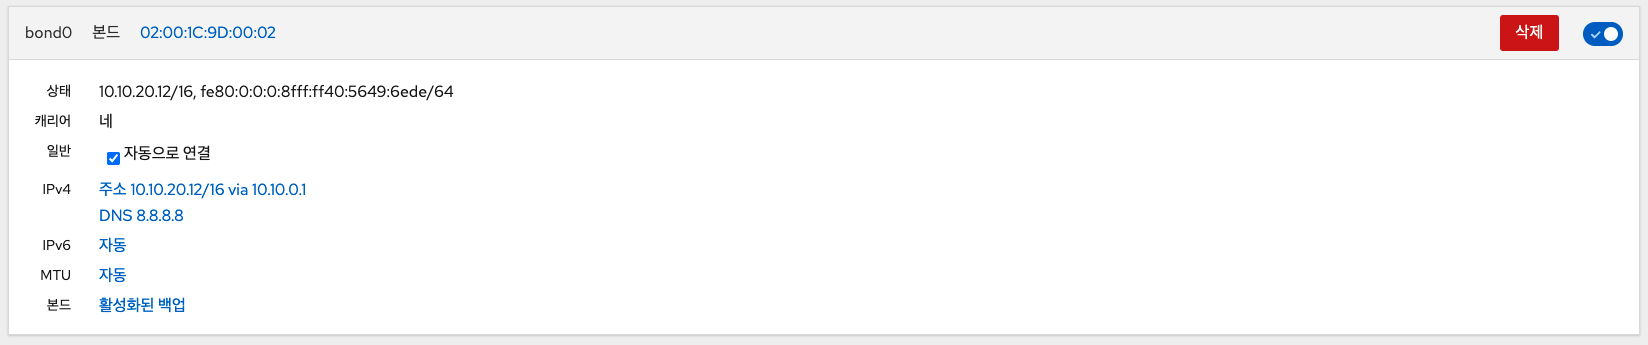 bond0 본드 02:00:1C:9D:00:02 삭제
상태 10.10.20.12/16, fe80:0:0:0:8fff:ff40:5649:6ede/64
캐리어 네
일반 자동으로 연결
IPv4 주소 10.10.20.12/16 via 10.10.0.1
DNS 8.8.8.8
IPv6 자동
MTU 자동
본드 활성화된 백업